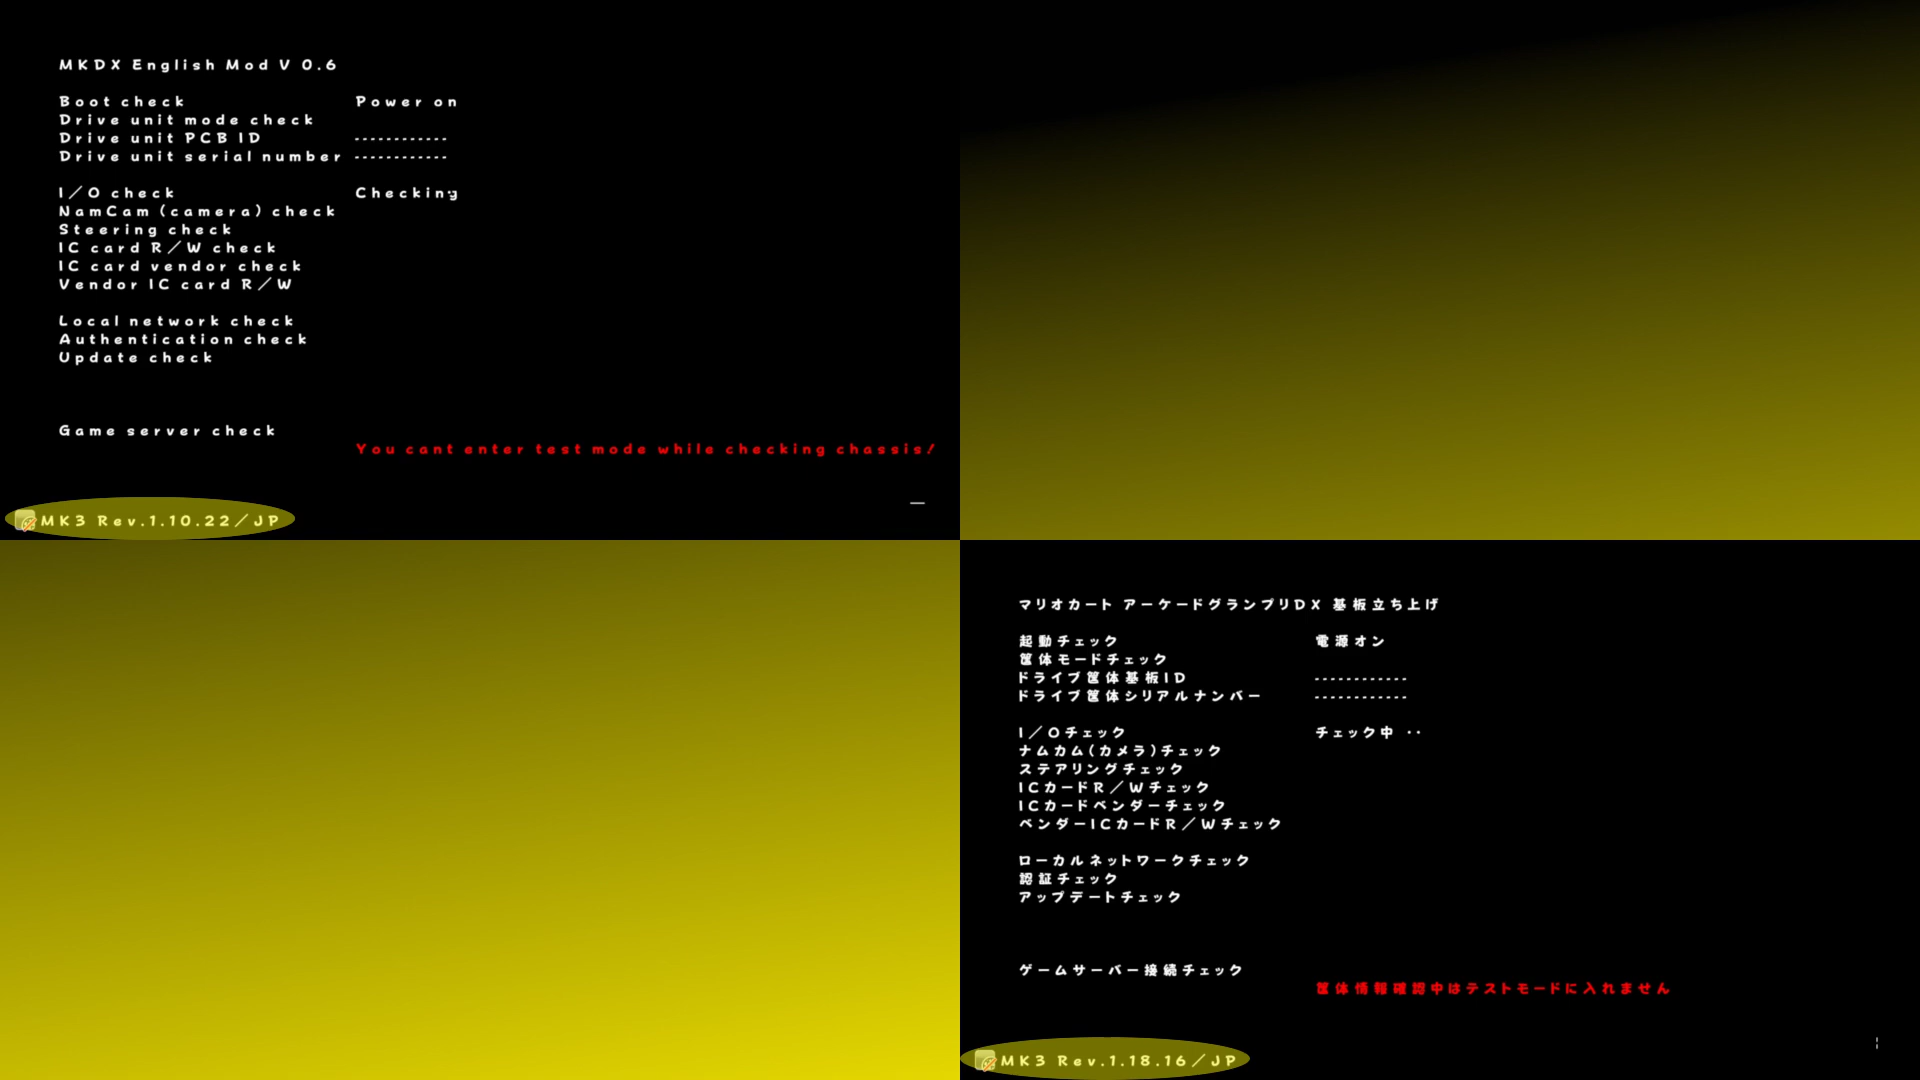 MKDX English Mod V 0.6
Boot check Power on
Drive unit mode check
Drive unit PCB ID ------------
Drive unit serial number ------------
I／O check Checking
NamCam (camera) check
Steering check
IC card R／W check
IC card vendor check
Vendor IC card R／W
Local network check
Authentication check
Update check
Game server check
You cant enter test mode while checking chassis!
MK3 Rev.1.10.22／JP
マリオカート アーケードグランプリDX 基板立ち上げ
起動チェック 電源オン
筐体モードチェック
ドライブ筐体基板ID ------------
ドライブ筐体シリアルナンバー ------------
I／Oチェック チェック中 ‥
ナムカム(カメラ)チェック
ステアリングチェック
ICカードR／Wチェック
ICカードベンダーチェック
ベンダーICカードR／Wチェック
ローカルネットワークチェック
認証チェック
アップデートチェック
ゲームサーバー接続チェック
筐体情報確認中はテストモードに入れません
MK3 Rev.1.18.16／JP